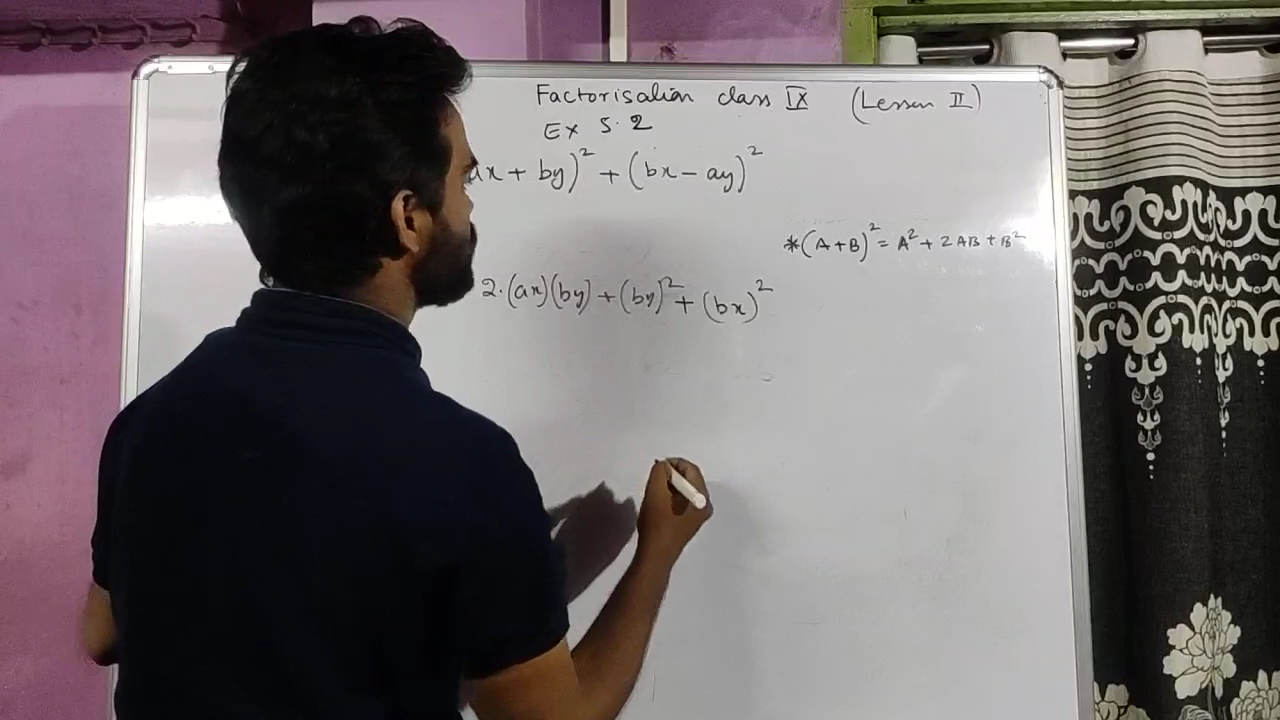 Factorisation class IX (Lesson II)
Ex 5.2
ax + by)² + (bx - ay)²
*(A+B)² = A² + 2AB + B²
2·(ax)(by) + (by)² + (bx)²